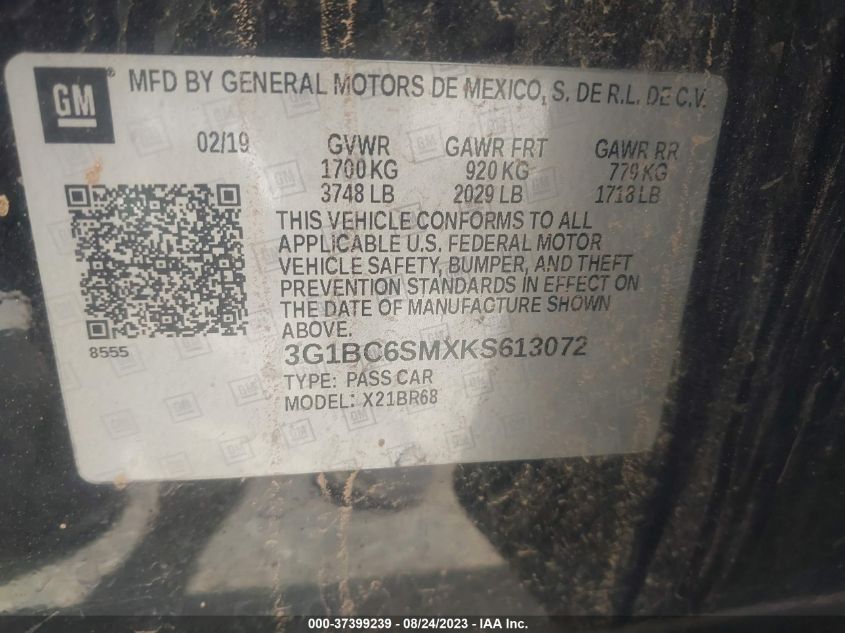 GM® MFD BY GENERAL MOTORS DE MEXICO, S. DE R.L. DE C.V.
02/19 GVWR GAWR FRT GAWR RR
1700 KG 920 KG 779 KG
3748 LB 2029 LB 1718 LB
THIS VEHICLE CONFORMS TO ALL
APPLICABLE U.S. FEDERAL MOTOR
VEHICLE SAFETY, BUMPER, AND THEFT
PREVENTION STANDARDS IN EFFECT ON
THE DATE OF MANUFACTURE SHOWN
ABOVE.
8555
3G1BC6SMXKS613072
TYPE: PASS CAR
MODEL: X21BR68
000-37399239 - 08/24/2023 - IAA Inc.